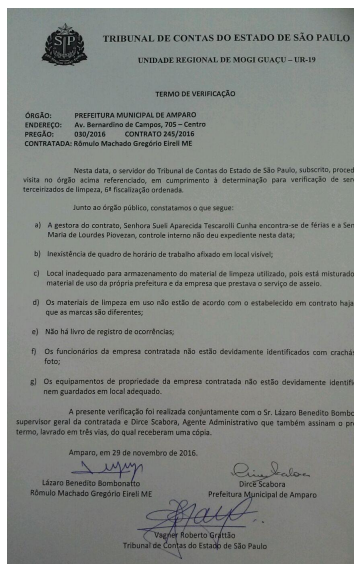 SP
TRIBUNAL DE CONTAS DO ESTADO DE SÃO PAULO
UNIDADE REGIONAL DE MOGI GUAÇU – UR-19
TERMO DE VERIFICAÇÃO
ÓRGÃO: PREFEITURA MUNICIPAL DE AMPARO
ENDEREÇO: Av. Bernardino de Campos, 705 – Centro
PREGÃO: 030/2016 CONTRATO 245/2016
CONTRATADA: Rômulo Machado Gregório Eireli ME
Nesta data, o servidor do Tribunal de Contas do Estado de São Paulo, subscrito, proced
visita no órgão acima referenciado, em cumprimento à determinação para verificação de serv
terceirizados de limpeza, 6ª fiscalização ordenada.
Junto ao órgão público, constatamos o que segue:
a) A gestora do contrato, Senhora Sueli Aparecida Tescarolli Cunha encontra-se de férias e a Sen
Maria de Lourdes Piovezan, controle interno não deu expediente nesta data;
b) Inexistência de quadro de horário de trabalho afixado em local visível;
c) Local inadequado para armazenamento do material de limpeza utilizado, pois está misturado
material de uso da própria prefeitura e da empresa que prestava o serviço de asseio.
d) Os materiais de limpeza em uso não estão de acordo com o estabelecido em contrato haja
que as marcas são diferentes;
e) Não há livro de registro de ocorrências;
f) Os funcionários da empresa contratada não estão devidamente identificados com crachás
foto;
g) Os equipamentos de propriedade da empresa contratada não estão devidamente identific
nem guardados em local adequado.
A presente verificação foi realizada conjuntamente com o Sr. Lázaro Benedito Bombo
supervisor geral da contratada e Dirce Scabora, Agente Administrativo que também assinam o pr
termo, lavrado em três vias, do qual receberam uma cópia.
Amparo, em 29 de novembro de 2016.
Lázaro Benedito Bombonatto
Rômulo Machado Gregório Eireli ME
Dirce Scabora
Dirce Scabora
Prefeitura Municipal de Amparo
Vagner Roberto Grattão
Tribunal de Contas do Estado de São Paulo